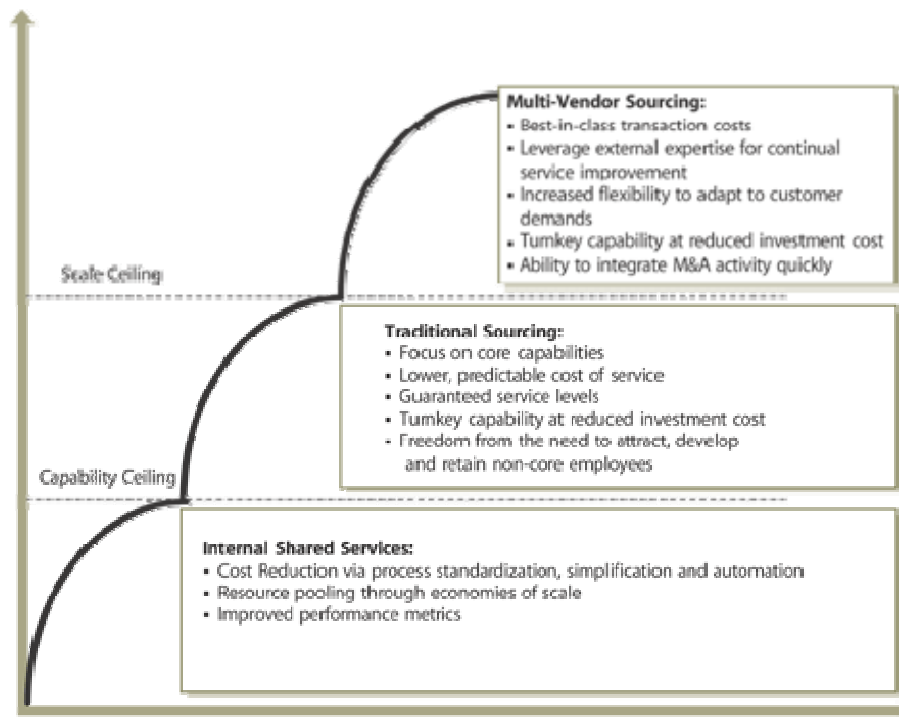 Multi-Vendor Sourcing:
▪ Best-in-class transaction costs
▪ Leverage external expertise for continual
service improvement
▪ Increased flexibility to adapt to customer
demands
▪ Turnkey capability at reduced investment cost
▪ Ability to integrate M&A activity quickly
Scale Ceiling
Traditional Sourcing:
▪ Focus on core capabilities
▪ Lower, predictable cost of service
▪ Guaranteed service levels
▪ Turnkey capability at reduced investment cost
▪ Freedom from the need to attract, develop
and retain non-core employees
Capability Ceiling
Internal Shared Services:
▪ Cost Reduction via process standardization, simplification and automation
▪ Resource pooling through economies of scale
▪ Improved performance metrics